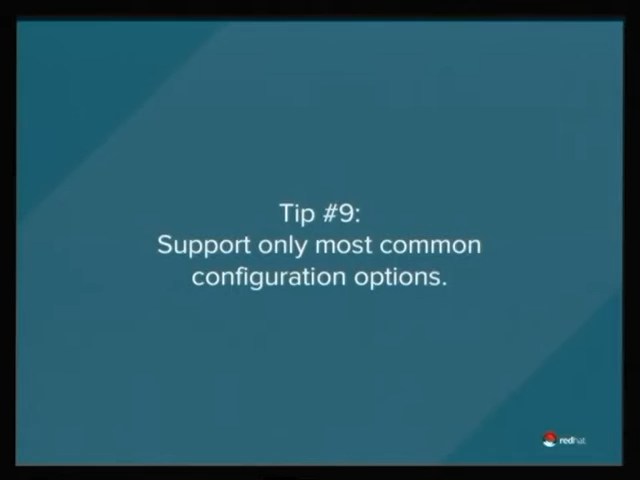 Tip #9:
Support only most common
configuration options.
redhat